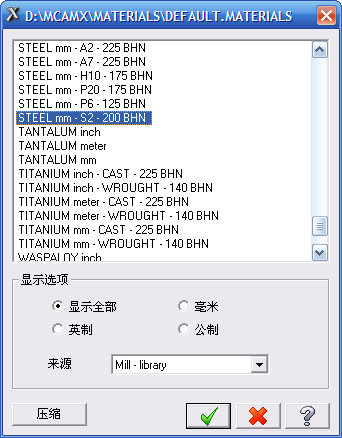 D:\MCAMX\MATERIALS\DEFAULT.MATERIALS
STEEL mm - A2 - 225 BHN
STEEL mm - A7 - 225 BHN
STEEL mm - H10 - 175 BHN
STEEL mm - P20 - 175 BHN
STEEL mm - P6 - 125 BHN
STEEL mm - S2 - 200 BHN
TANTALUM inch
TANTALUM meter
TANTALUM mm
TITANIUM inch - CAST - 225 BHN
TITANIUM inch - WROUGHT - 140 BHN
TITANIUM meter - CAST - 225 BHN
TITANIUM meter - WROUGHT - 140 BHN
TITANIUM mm - CAST - 225 BHN
TITANIUM mm - WROUGHT - 140 BHN
WASPALOY inch
显示选项
显示全部 毫米
英制 公制
来源 Mill - library
压缩